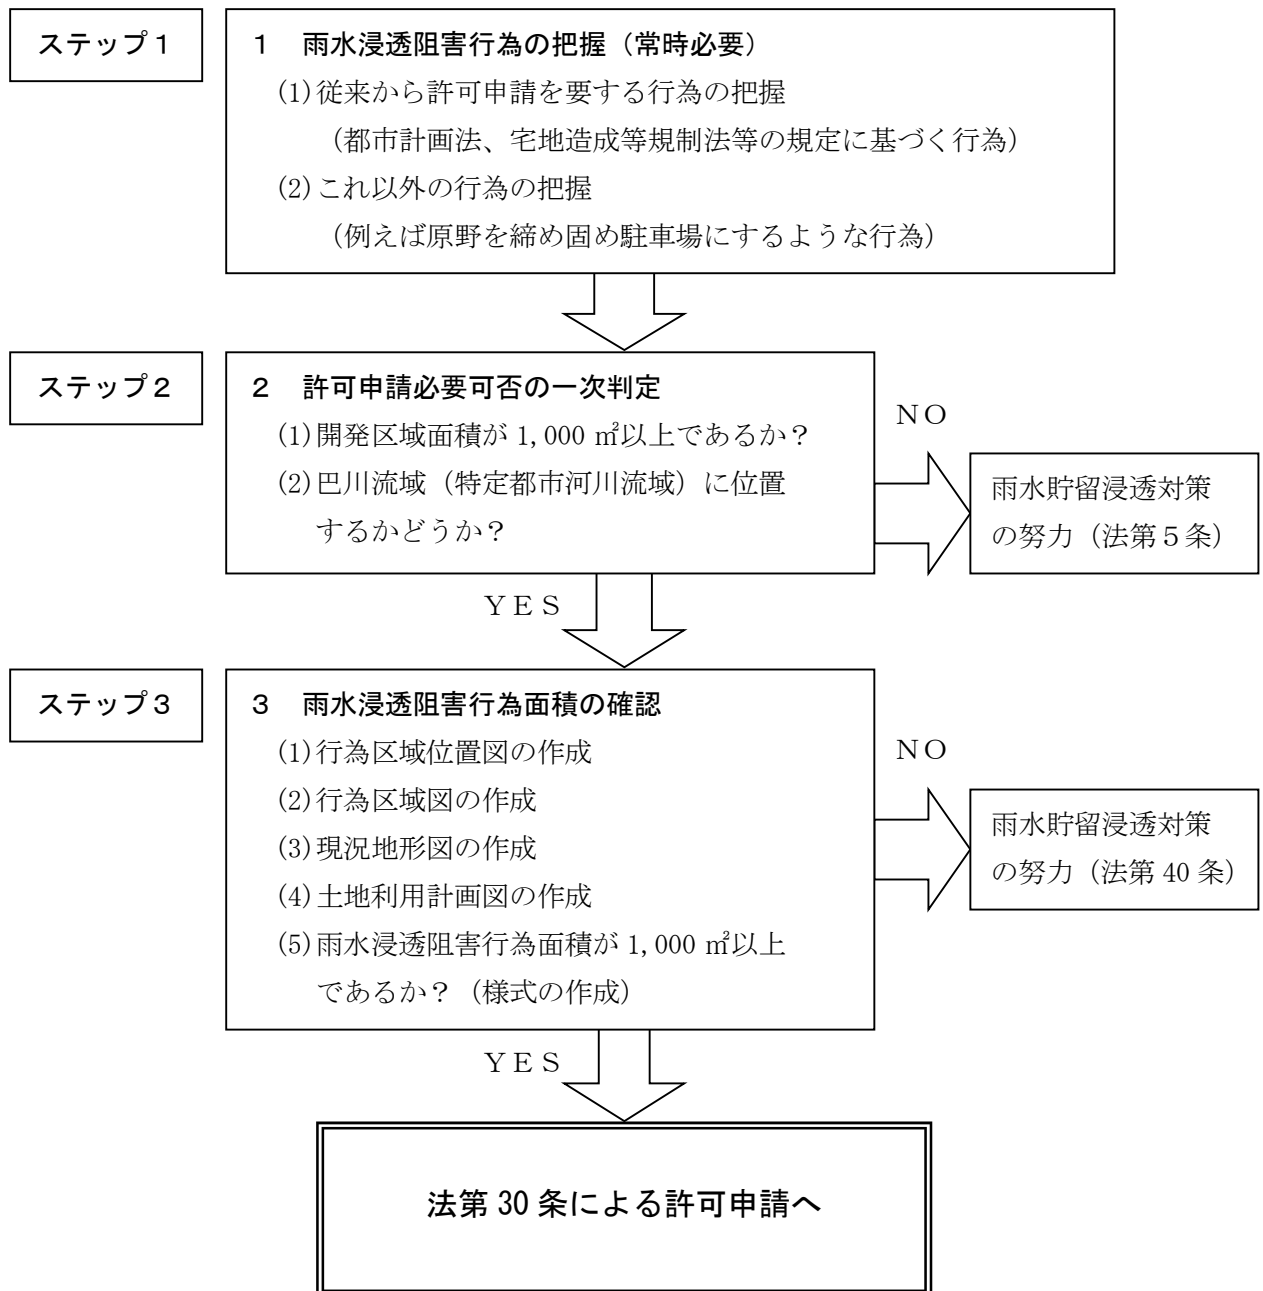 ステップ1
1 雨水浸透阻害行為の把握（常時必要）
(1)従来から許可申請を要する行為の把握
（都市計画法、宅地造成等規制法等の規定に基づく行為）
(2)これ以外の行為の把握
（例えば原野を締め固め駐車場にするような行為）
ステップ2
2 許可申請必要可否の一次判定
(1)開発区域面積が 1,000 ㎡以上であるか？
(2)巴川流域（特定都市河川流域）に位置
するかどうか？
NO
雨水貯留浸透対策
の努力（法第5条）
YES
ステップ3
3 雨水浸透阻害行為面積の確認
(1)行為区域位置図の作成
(2)行為区域図の作成
(3)現況地形図の作成
(4)土地利用計画図の作成
(5)雨水浸透阻害行為面積が 1,000 ㎡以上
であるか？（様式の作成）
NO
雨水貯留浸透対策
の努力（法第 40 条）
YES
法第 30 条による許可申請へ